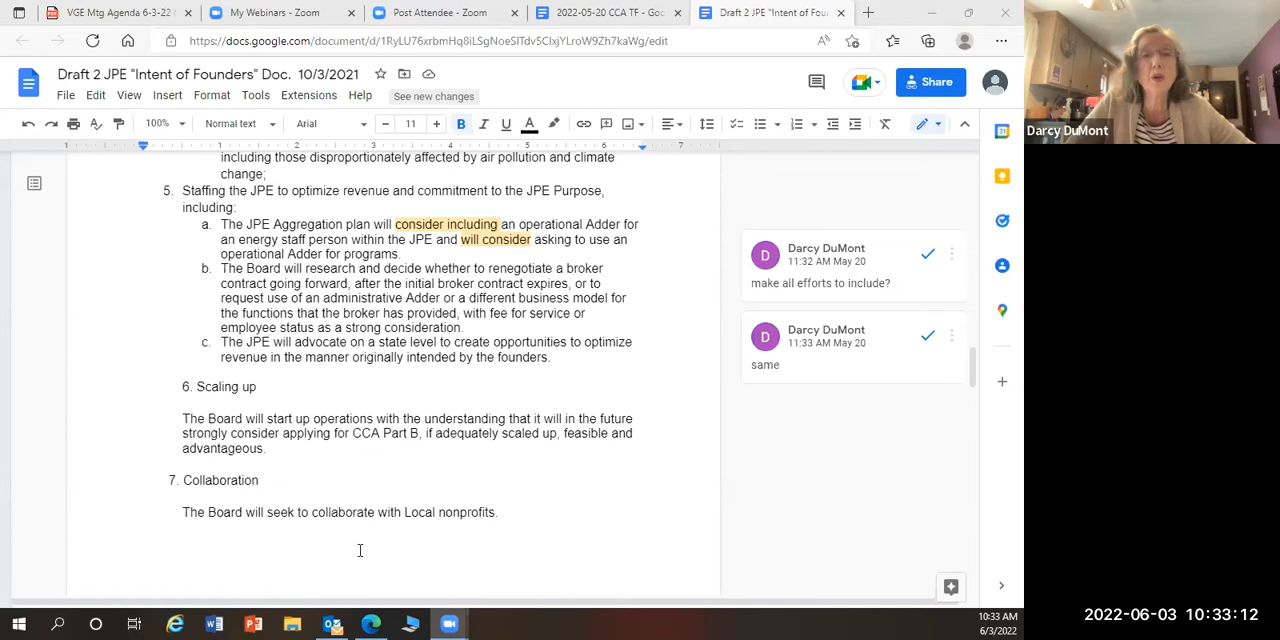 VGE Mtg Agenda 6-3-22
My Webinars - Zoom
Post Attendee - Zoom
2022-05-20 CCA TF - Goo
Draft 2 JPE "Intent of Four
Draft 2 JPE "Intent of Founders" Doc. 10/3/2021
File Edit View Insert Format Tools Extensions Help See new changes
Share
100% Normal text Arial 11 B I U A
1 1 2 3 4 5 6 7
including those disproportionately affected by air pollution and climate
change;
5. Staffing the JPE to optimize revenue and commitment to the JPE Purpose,
including:
a. The JPE Aggregation plan will consider including an operational Adder for
an energy staff person within the JPE and will consider asking to use an
operational Adder for programs.
b. The Board will research and decide whether to renegotiate a broker
contract going forward, after the initial broker contract expires, or to
request use of an administrative Adder or a different business model for
the functions that the broker has provided, with fee for service or
employee status as a strong consideration.
c. The JPE will advocate on a state level to create opportunities to optimize
revenue in the manner originally intended by the founders.
6. Scaling up
The Board will start up operations with the understanding that it will in the future
strongly consider applying for CCA Part B, if adequately scaled up, feasible and
advantageous.
7. Collaboration
The Board will seek to collaborate with Local nonprofits.
D
Darcy DuMont
11:32 AM May 20
make all efforts to include?
D
Darcy DuMont
11:33 AM May 20
same
Darcy DuMont
10:33 AM
6/3/2022
2022-06-03 10:33:12